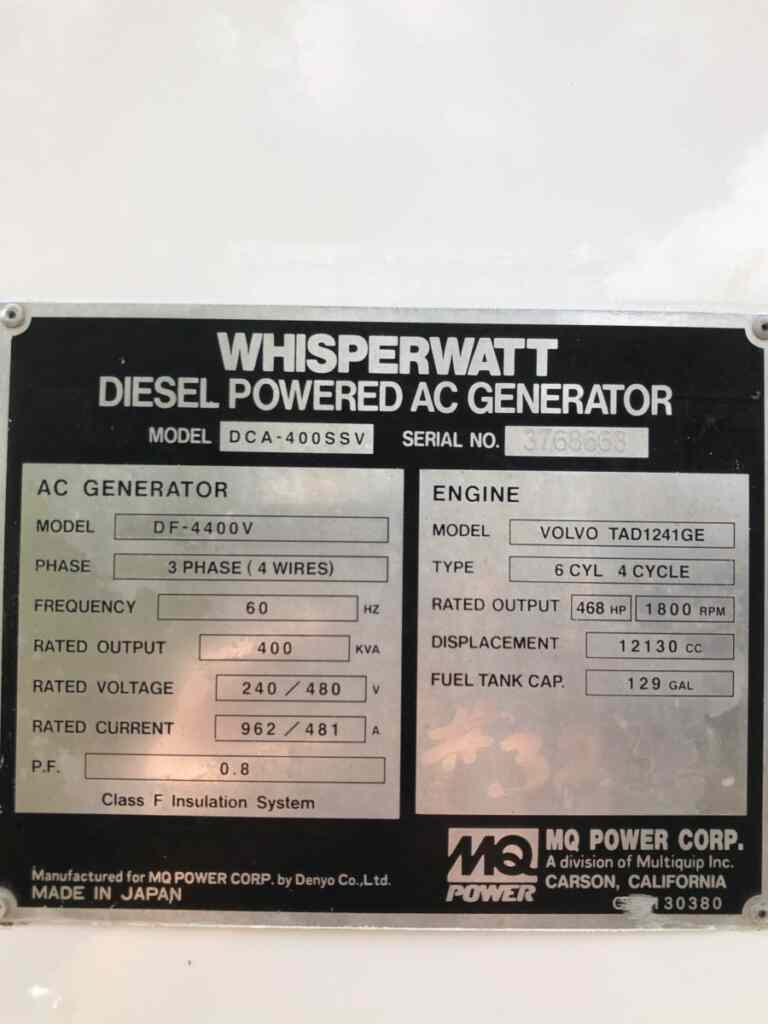 WHISPERWATT
DIESEL POWERED AC GENERATOR
MODEL DCA-400SSV SERIAL NO. 3768668
AC GENERATOR
MODEL DF-4400V
PHASE 3 PHASE ( 4 WIRES)
FREQUENCY 60 HZ
RATED OUTPUT 400 KVA
RATED VOLTAGE 240 / 480 V
RATED CURRENT 962 / 481 A
P.F. 0.8
Class F Insulation System
ENGINE
MODEL VOLVO TAD1241GE
TYPE 6 CYL 4 CYCLE
RATED OUTPUT 468 HP 1800 RPM
DISPLACEMENT 12130 CC
FUEL TANK CAP. 129 GAL
Manufactured for MQ POWER CORP. by Denyo Co.,Ltd.
MADE IN JAPAN
MQ
POWER
MQ POWER CORP.
A division of Multiquip Inc.
CARSON, CALIFORNIA